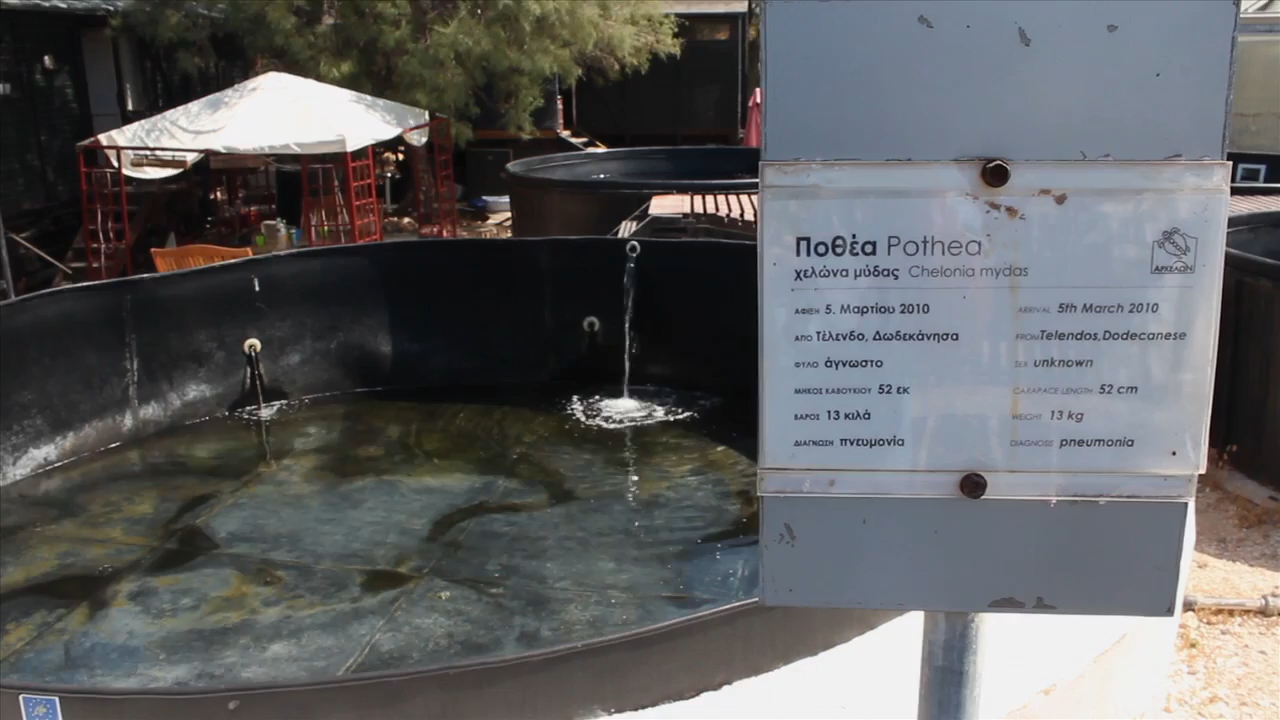 Ποθέα Pothea
χελώνα μύδας Chelonia mydas
ΑΡΧΕΛΩΝ
ΑΦΙΞΗ 5. Μαρτίου 2010 ARRIVAL 5th March 2010
ΑΠΟ Τέλενδο, Δωδεκάνησα FROM Telendos, Dodecanese
ΦΥΛΟ άγνωστο SEX unknown
ΜΗΚΟΣ ΚΑΒΟΥΚΙΟΥ 52 εκ CARAPACE LENGTH 52 cm
ΒΑΡΟΣ 13 κιλά WEIGHT 13 kg
ΔΙΑΓΝΩΣΗ πνευμονία DIAGNOSIS pneumonia